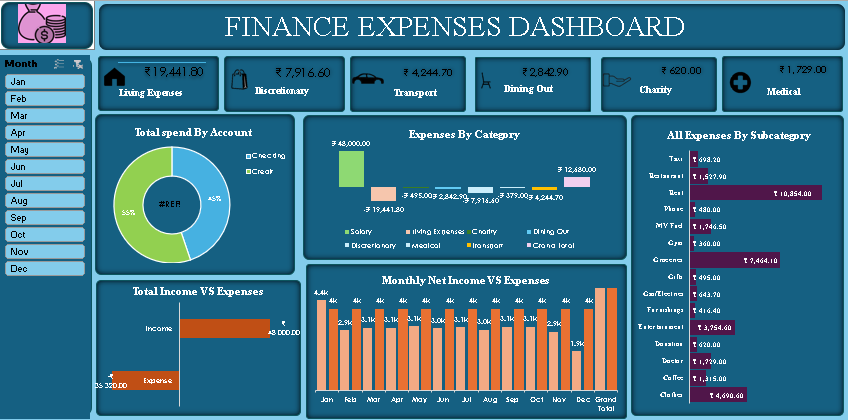 FINANCE EXPENSES DASHBOARD
Month
Jan
Feb
Mar
Apr
May
Jun
Jul
Aug
Sep
Oct
Nov
Dec
₹19,441.80
Living Expenses
₹ 7,916.60
Discretionary
₹ 4,244.70
Transport
₹2,842.90
Dining Out
₹ 620.00
Charity
₹1,729.00
Medical
Total spend By Account
Checking
Credit
#REF!
55%
45%
Expenses By Category
₹ 48,000.00
-₹ 19,441.80
-₹ 495.00
-₹ 2,842.90
-₹ 7,916.60
-₹ 379.00
-₹ 4,244.70
₹ 12,680.00
Salary
Living Expenses
Charity
Dining Out
Discretionary
Medical
Transport
Grand Total
All Expenses By Subcategory
Taxi ₹ 698.20
Restaurant ₹ 1,527.90
Rent ₹ 10,854.00
Phone ₹ 480.00
MV Fuel ₹ 1,746.50
Gym ₹ 360.00
Groceries ₹ 7,464.10
Gifts ₹ 495.00
Gas/Electrics ₹ 643.70
Furnishings ₹ 416.40
Entertainment ₹ 3,754.60
Donation ₹ 620.00
Doctor ₹ 1,729.00
Coffee ₹ 1,315.00
Clothes ₹ 4,690.60
Total Income VS Expenses
Income
₹
48 000.00
Expense
-₹
35 320.00
Monthly Net Income VS Expenses
4.4k 4k 2.9k 4k 3.1k 4k 3.1k 4k 3.1k 4k 3.0k 4k 3.1k 4k 3.0k 4k 3.1k 4k 3.1k 4k 2.9k 4k 1.9k 4k
Jan Feb Mar Apr May Jun Jul Aug Sep Oct Nov Dec Grand
Total